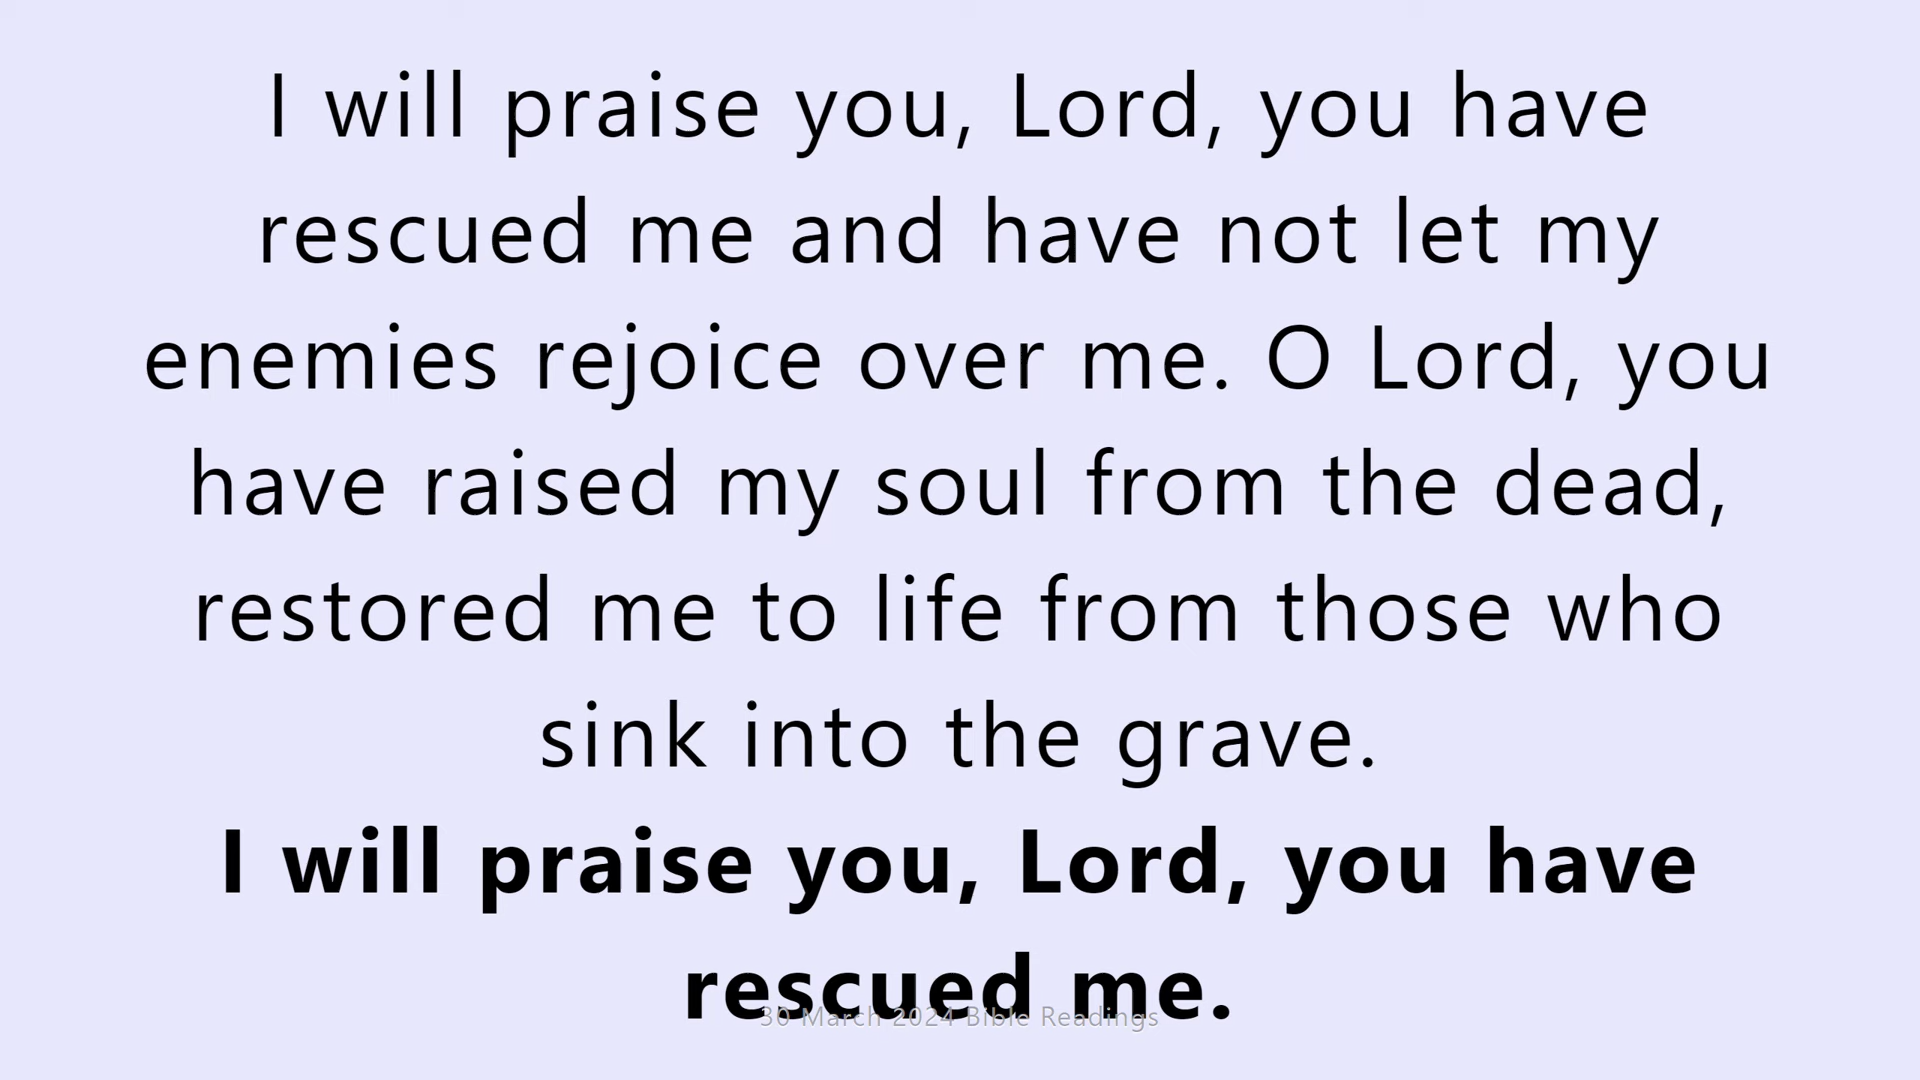 I will praise you, Lord, you have
rescued me and have not let my
enemies rejoice over me. O Lord, you
have raised my soul from the dead,
restored me to life from those who
sink into the grave.
I will praise you, Lord, you have
rescued me.
30 March 2024 Bible Readings